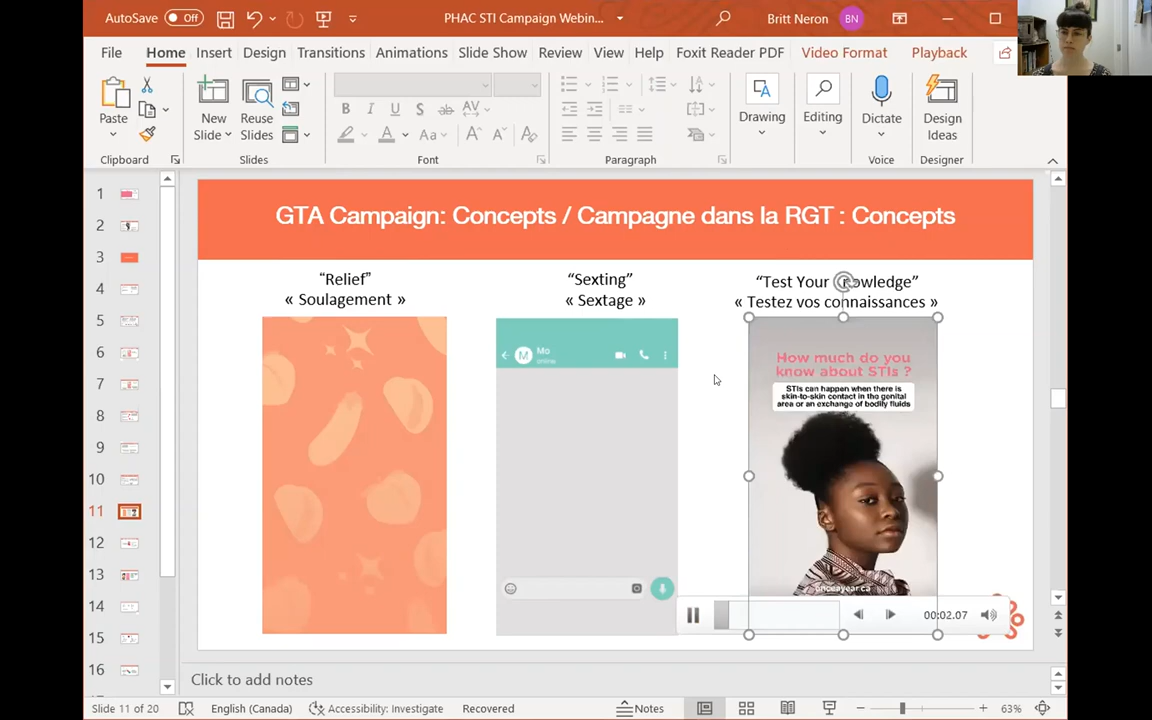 AutoSave Off PHAC STI Campaign Webin... Britt Neron BN
File Home Insert Design Transitions Animations Slide Show Review View Help Foxit Reader PDF Video Format Playback
Paste New Slide Reuse Slides Drawing Editing Dictate Design Ideas
Clipboard Slides Font Paragraph Voice Designer
GTA Campaign: Concepts / Campagne dans la RGT : Concepts
“Relief”
« Soulagement »
“Sexting”
« Sextage »
“Test Your Knowledge”
« Testez vos connaissances »
M Mo
online
How much do you
know about STIs ?
STIs can happen when there is
skin-to-skin contact in the genital
area or an exchange of bodily fluids
onceayear.ca
00:02.07
1
2
3
4
5
6
7
8
9
10
11
12
13
14
15
16
Click to add notes
Slide 11 of 20 English (Canada) Accessibility: Investigate Recovered Notes 63%